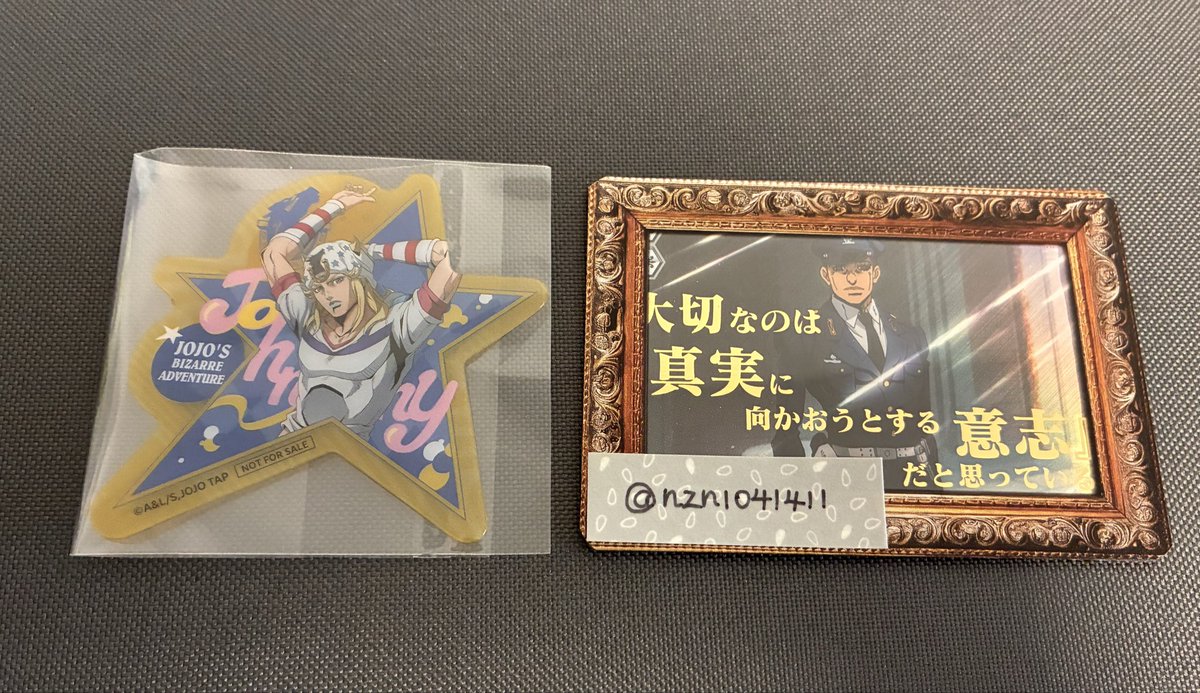 Johnny
JOJO'S
BIZARRE
ADVENTURE
NOT FOR SALE
©A&L/S,JOJO TAP
大切なのは
真実に
向かおうとする意志
だと思っている
@nzn1041411